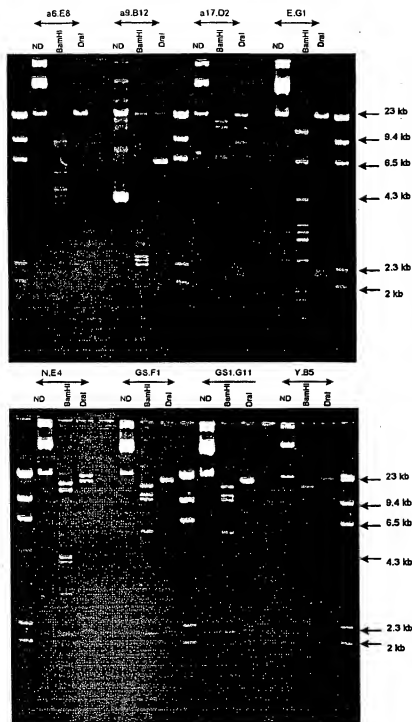 a6.E8 a9.B12 a17.D2 E.G1
ND BamHI DraI ND BamHI DraI ND BamHI DraI ND BamHI DraI
23 kb
9.4 kb
6.5 kb
4.3 kb
2.3 kb
2 kb
N.E4 GS.F1 GS1.G11 Y.B5
ND BamHI DraI ND BamHI DraI ND BamHI DraI ND BamHI DraI
23 kb
9.4 kb
6.5 kb
4.3 kb
2.3 kb
2 kb